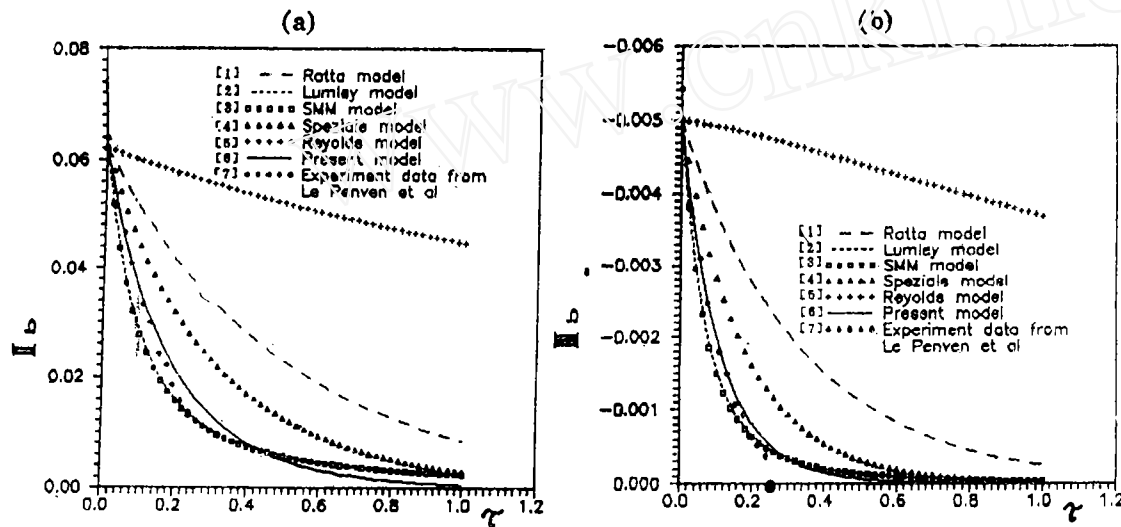 (a)
0.08
0.06
0.04
0.02
0.00
0.0 0.2 0.4 0.6 0.8 1.0 1.2
τ
II b
[1] Ratta model
[2] Lumley model
[3] SMM model
[4] Speziale model
[5] Reyolds model
[6] Present model
[7] Experiment data from
Le Penven et al
(b)
-0.006
-0.005
-0.004
-0.003
-0.002
-0.001
0.000
0.0 0.2 0.4 0.6 0.8 1.0 1.2
τ
III b
[1] Ratta model
[2] Lumley model
[3] SMM model
[4] Speziale model
[5] Reyolds model
[6] Present model
[7] Experiment data from
Le Penven et al
www.cnki.ne